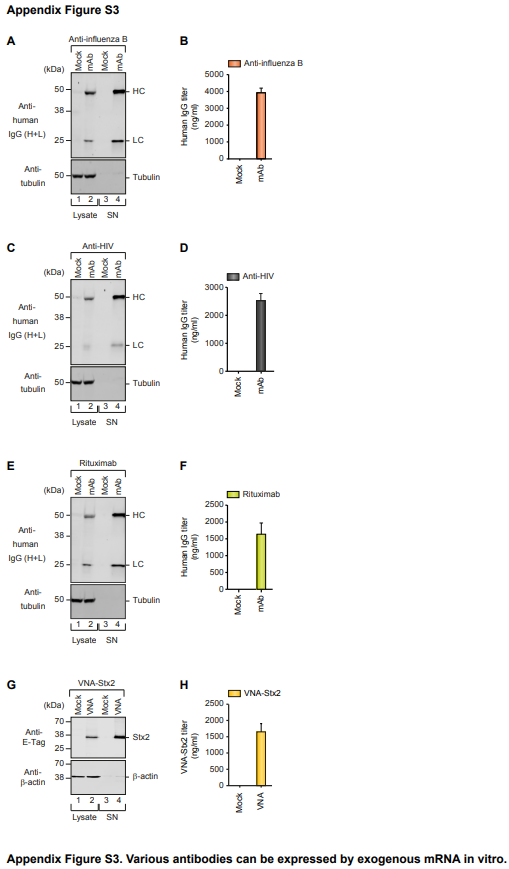 Appendix Figure S3
A
Anti-influenza B
Mock
mAb
Mock
mAb
(kDa)
50
38
25
Anti-
human
IgG (H+L)
HC
LC
Anti-
tubulin
50
Tubulin
1 2 3 4
Lysate SN
B
Anti-influenza B
Human IgG titer
(ng/ml)
5000
4000
3000
2000
1000
0
Mock
mAb
C
Anti-HIV
Mock
mAb
Mock
mAb
(kDa)
50
38
25
Anti-
human
IgG (H+L)
HC
LC
Anti-
tubulin
50
Tubulin
1 2 3 4
Lysate SN
D
Anti-HIV
Human IgG titer
(ng/ml)
3000
2000
1000
0
Mock
mAb
E
Rituximab
Mock
mAb
Mock
mAb
(kDa)
50
38
25
Anti-
human
IgG (H+L)
HC
LC
Anti-
tubulin
50
Tubulin
1 2 3 4
Lysate SN
F
Rituximab
Human IgG titer
(ng/ml)
2500
2000
1500
1000
500
0
Mock
mAb
G
VNA-Stx2
Mock
VNA
Mock
VNA
(kDa)
70
38
25
Anti-
E-Tag
Stx2
Anti-
β-actin
70
38
β-actin
1 2 3 4
Lysate SN
H
VNA-Stx2
VNA-Stx2 titer
(ng/ml)
2500
2000
1500
1000
500
0
Mock
VNA
Appendix Figure S3. Various antibodies can be expressed by exogenous mRNA in vitro.